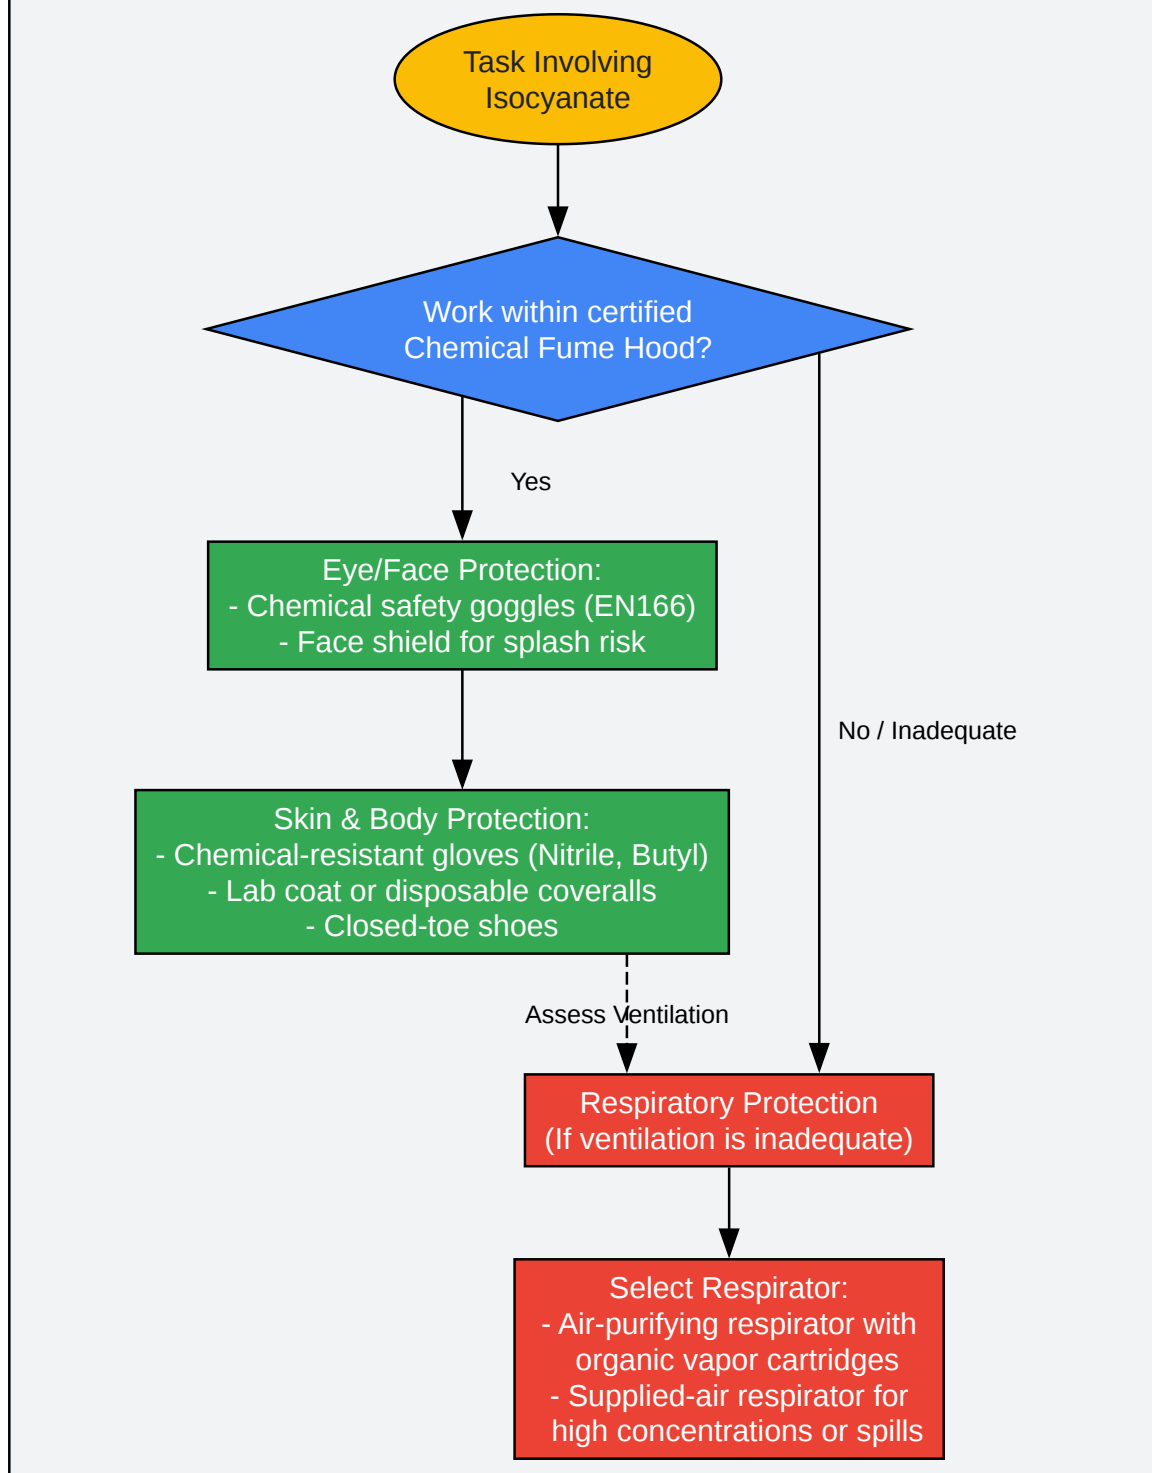 Task Involving
Isocyanate
Work within certified
Chemical Fume Hood?
Yes
Eye/Face Protection:
- Chemical safety goggles (EN166)
- Face shield for splash risk
No / Inadequate
Skin & Body Protection:
- Chemical-resistant gloves (Nitrile, Butyl)
- Lab coat or disposable coveralls
- Closed-toe shoes
Assess Ventilation
Respiratory Protection
(If ventilation is inadequate)
Select Respirator:
- Air-purifying respirator with
organic vapor cartridges
- Supplied-air respirator for
high concentrations or spills